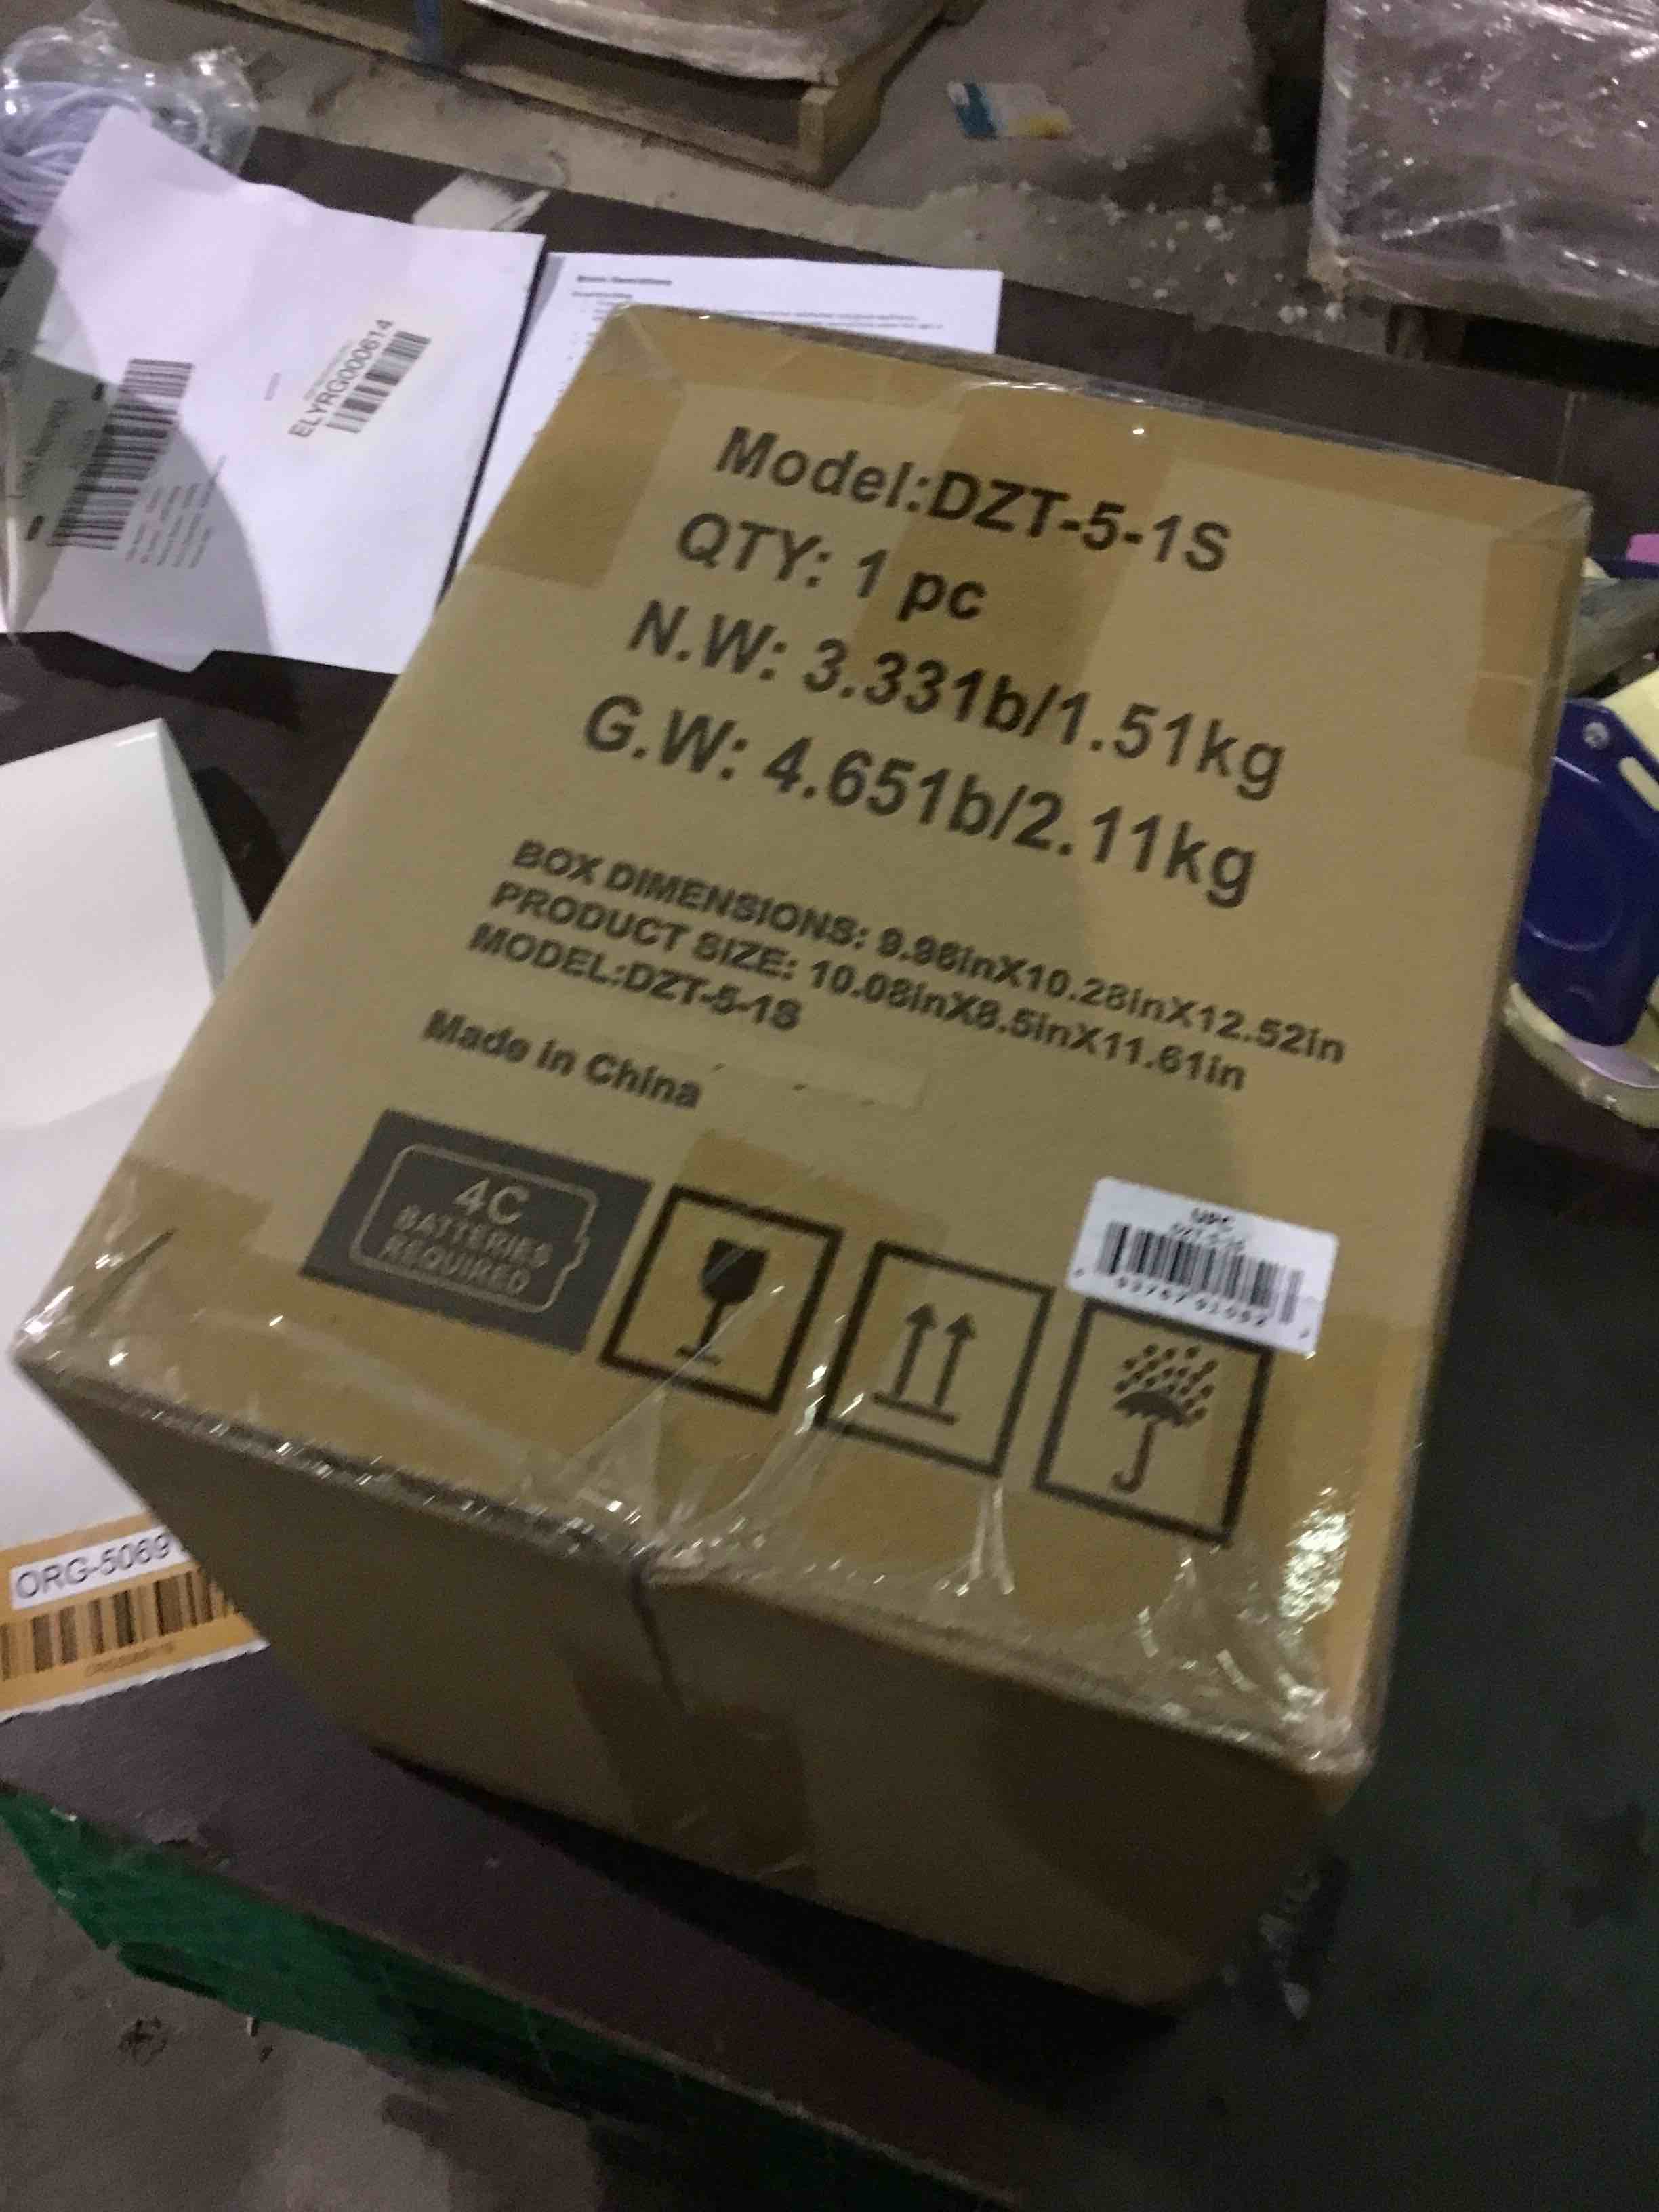 ELYRG000614
Model:DZT-5-1S
QTY: 1 pc
N.W: 3.331b/1.51kg
G.W: 4.651b/2.11kg
BOX DIMENSIONS: 9.96inX10.28inX12.52in
PRODUCT SIZE: 10.08inX8.5inX11.61in
MODEL:DZT-5-1S
Made in China
4C
BATTERIES
REQUIRED
UPC
ORG-5069